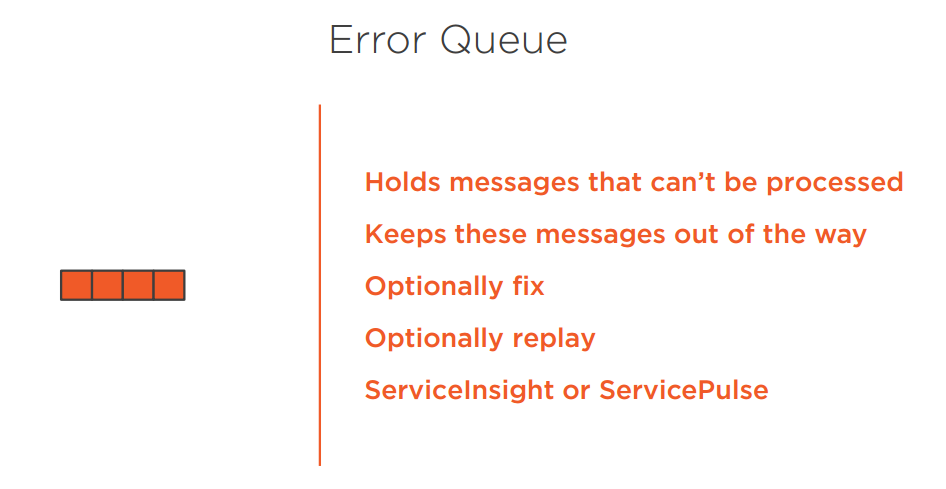 Error Queue
Holds messages that can’t be processed
Keeps these messages out of the way
Optionally fix
Optionally replay
ServiceInsight or ServicePulse